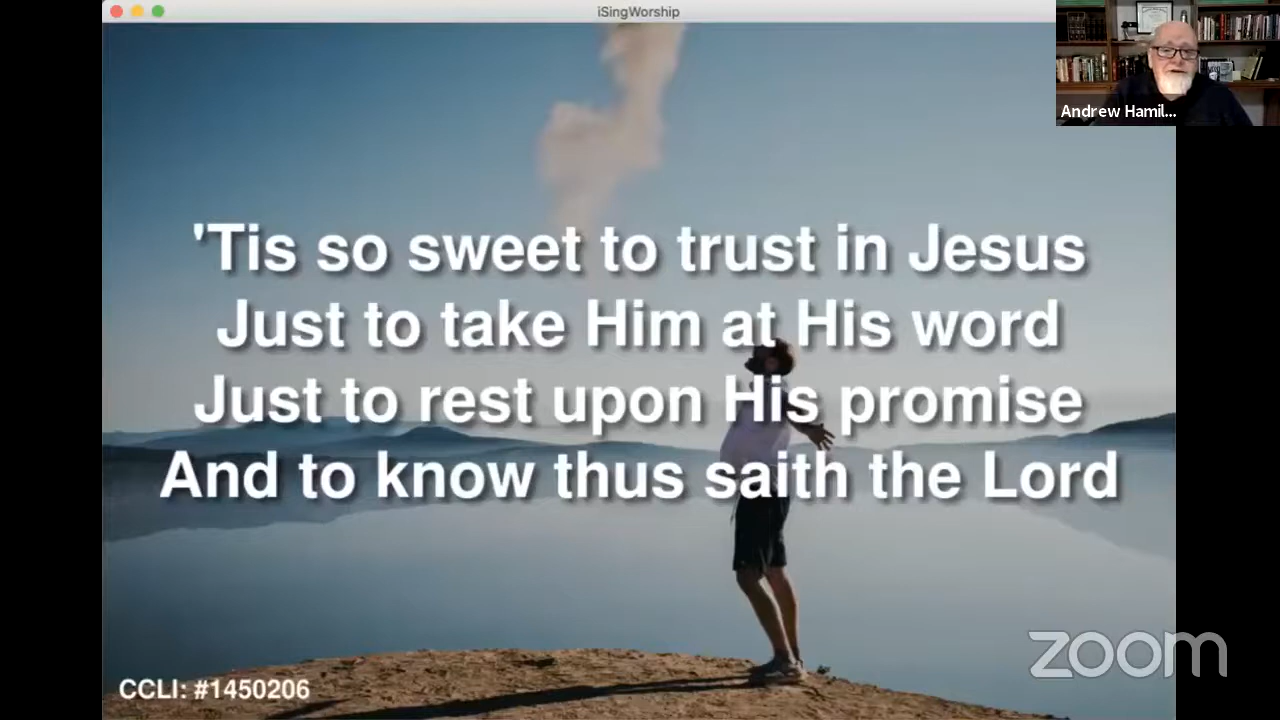 iSingWorship
Andrew Hamil...
'Tis so sweet to trust in Jesus
Just to take Him at His word
Just to rest upon His promise
And to know thus saith the Lord
CCLI: #1450206
zoom